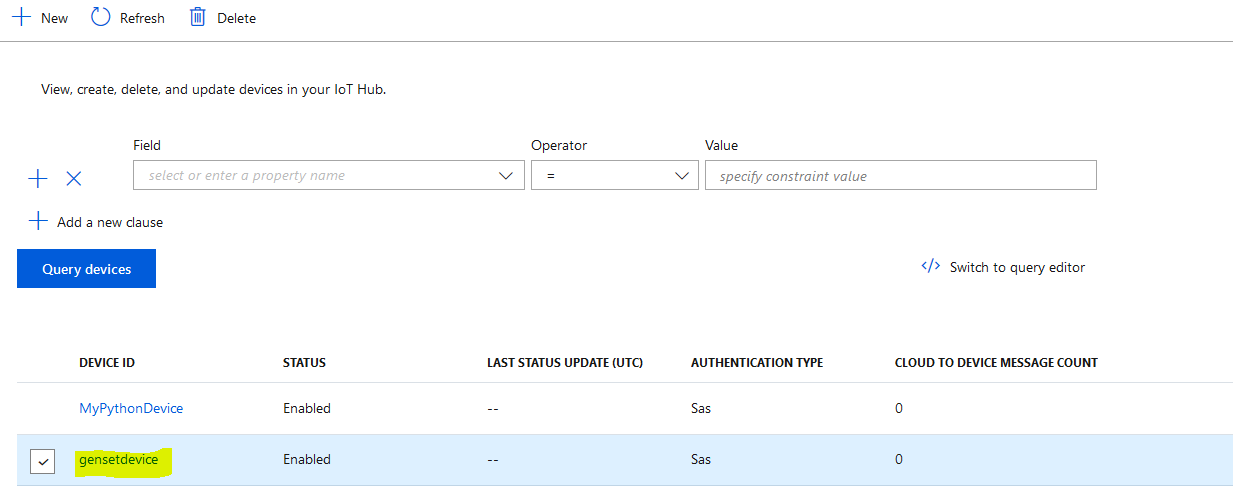 New Refresh Delete
View, create, delete, and update devices in your IoT Hub.
Field Operator Value
select or enter a property name = specify constraint value
Add a new clause
Query devices </> Switch to query editor
DEVICE ID STATUS LAST STATUS UPDATE (UTC) AUTHENTICATION TYPE CLOUD TO DEVICE MESSAGE COUNT
MyPythonDevice Enabled -- Sas 0
gensetdevice Enabled -- Sas 0